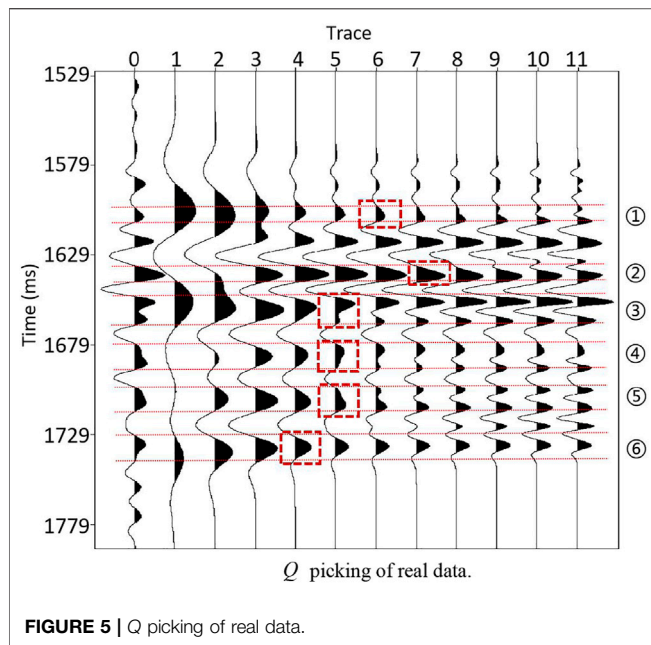 Trace
0 1 2 3 4 5 6 7 8 9 10 11
1529
1579
①
1629
②
Time (ms)
③
1679
④
⑤
1729
⑥
1779
Q picking of real data.
FIGURE 5 | Q picking of real data.